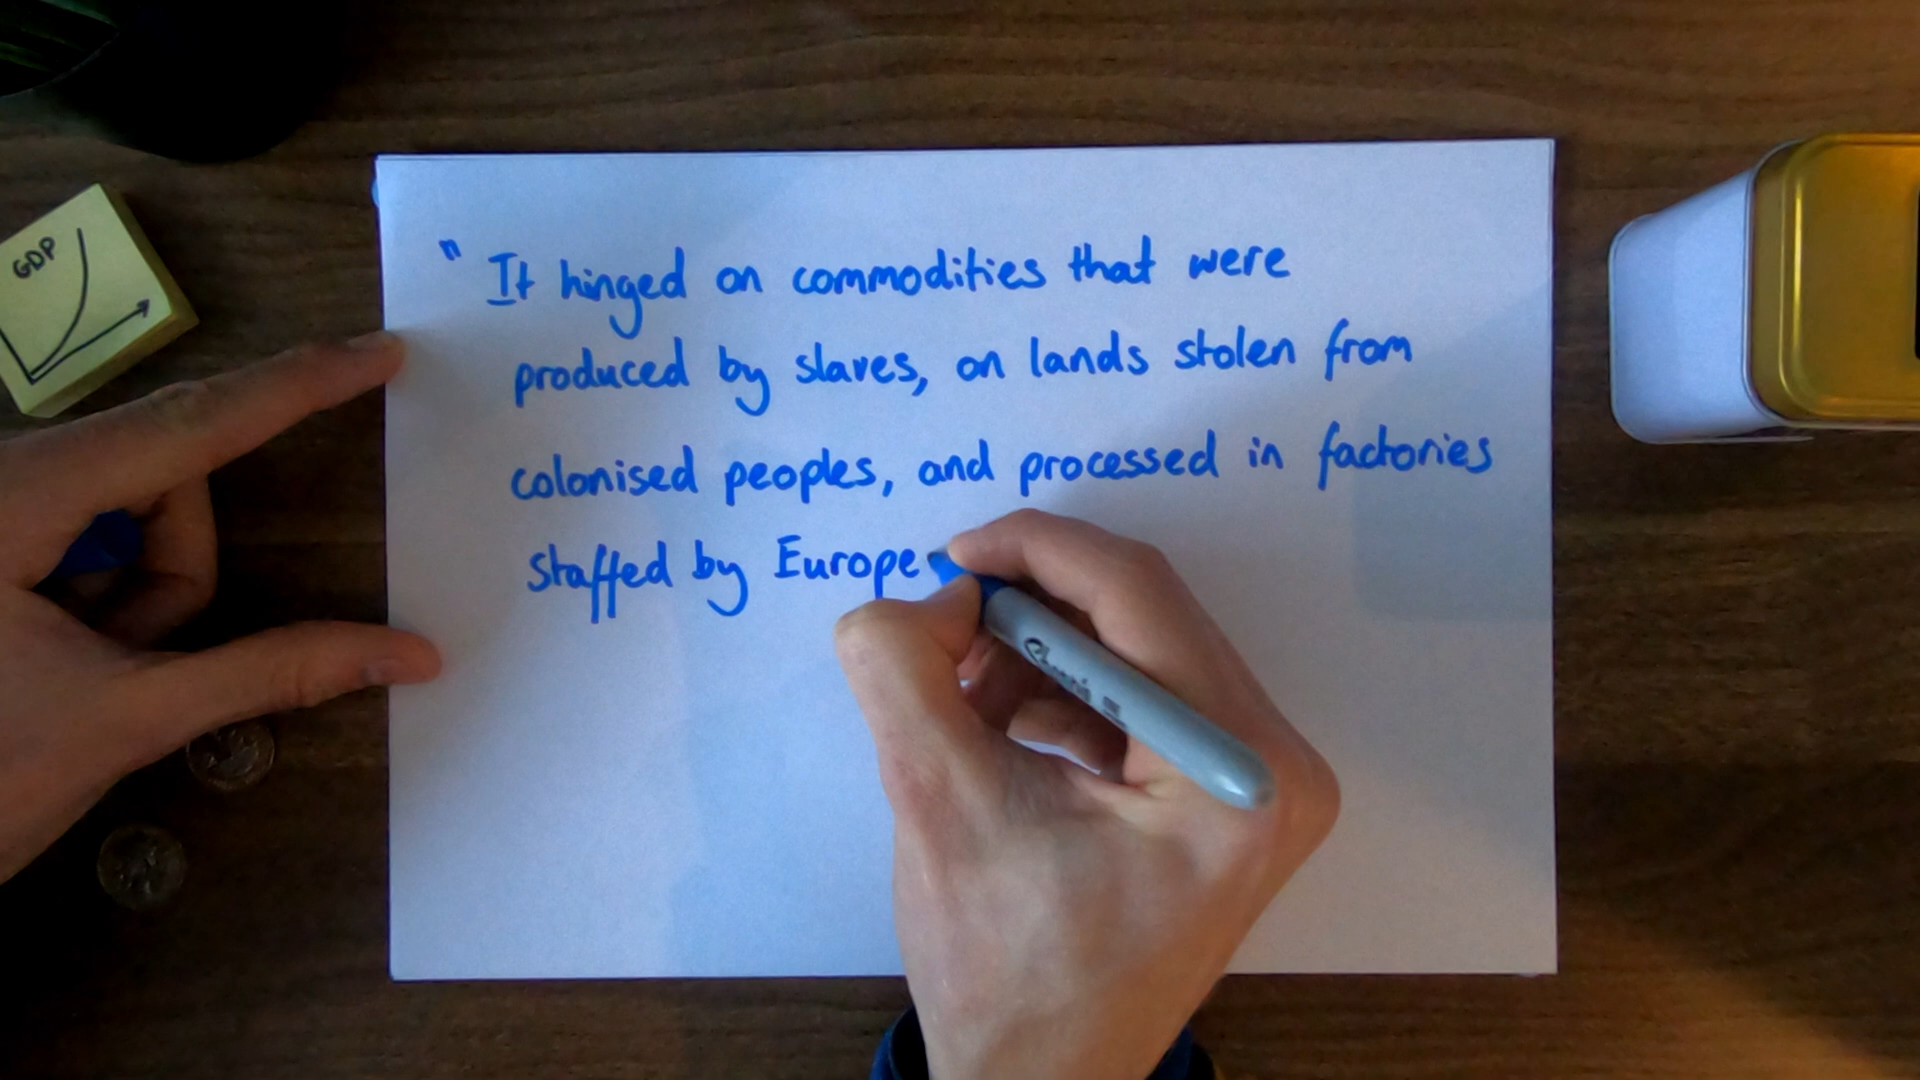 GDP
" It hinged on commodities that were
produced by slaves, on lands stolen from
colonised peoples, and processed in factories
staffed by Europe